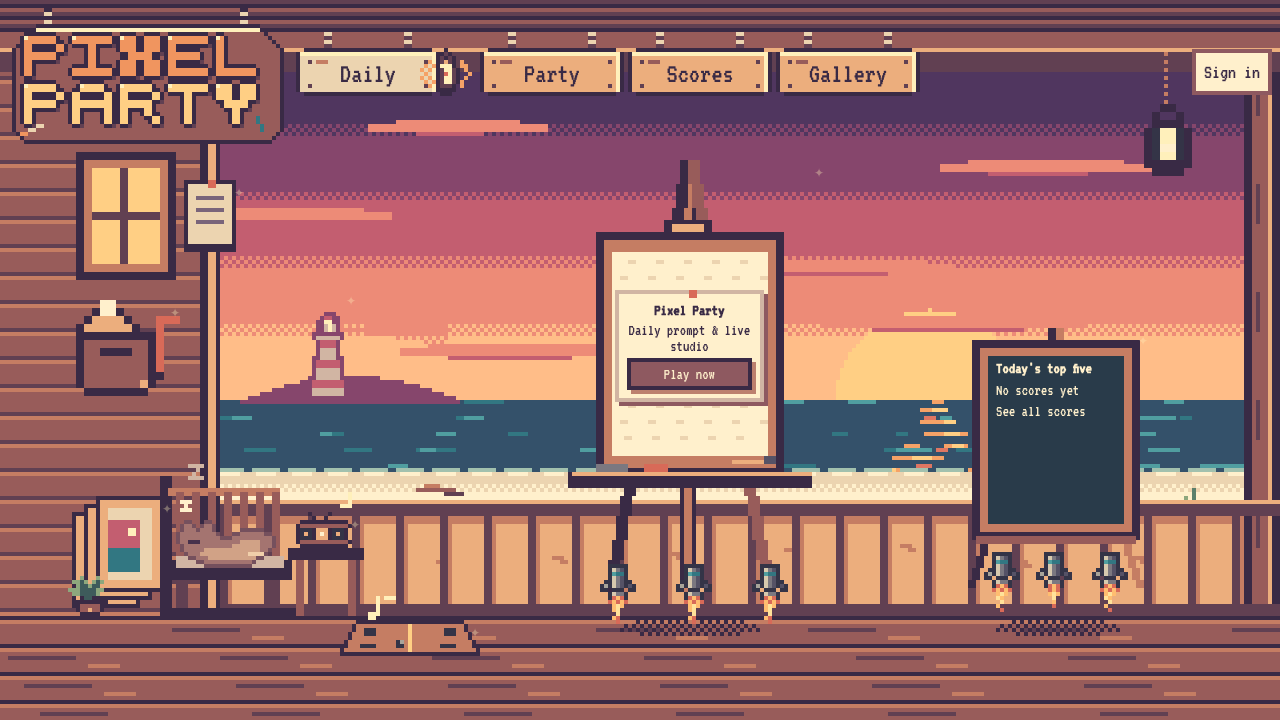 PIXEL
PARTY
Daily
Party
Scores
Gallery
Sign in
Pixel Party
Daily prompt & live
studio
Play now
Today's top five
No scores yet
See all scores